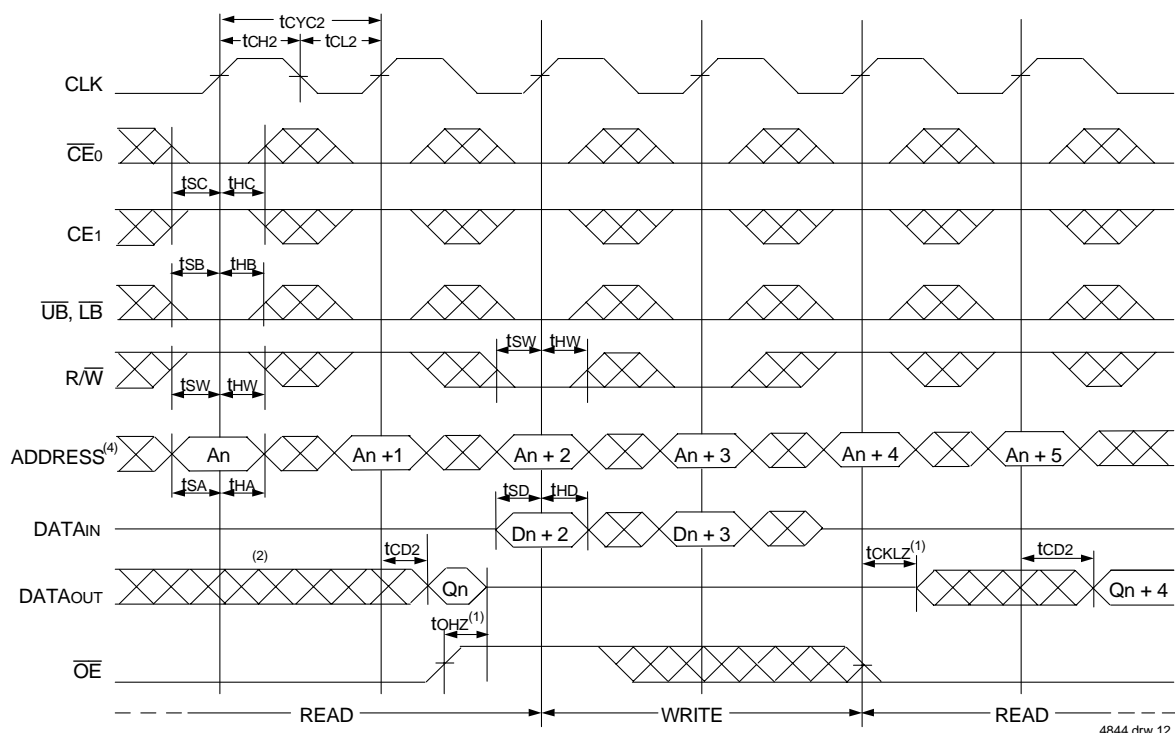 tCYC2
tCH2 tCL2
CLK
CE0
tSC tHC
CE1
tSB tHB
UB, LB
tSW tHW
R/W
tSW tHW
ADDRESS(4) An An +1 An + 2 An + 3 An + 4 An + 5
tSA tHA tSD tHD
DATAIN Dn + 2 Dn + 3
tCD2 tCKLZ(1) tCD2
(2)
DATAOUT Qn Qn + 4
tOHZ(1)
OE
READ WRITE READ
4844 drw 12